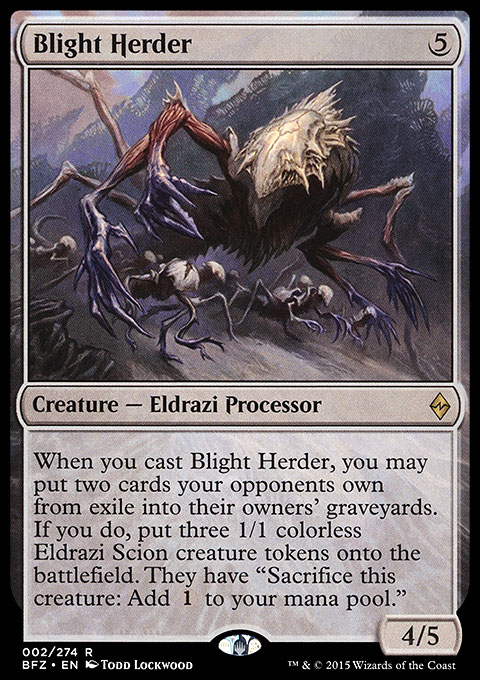 Blight Herder 5
Creature — Eldrazi Processor
When you cast Blight Herder, you may
put two cards your opponents own
from exile into their owners’ graveyards.
If you do, put three 1/1 colorless
Eldrazi Scion creature tokens onto the
battlefield. They have “Sacrifice this
creature: Add 1 to your mana pool.”
4/5
002/274 R
BFZ • EN Todd Lockwood
™ & © 2015 Wizards of the Coast